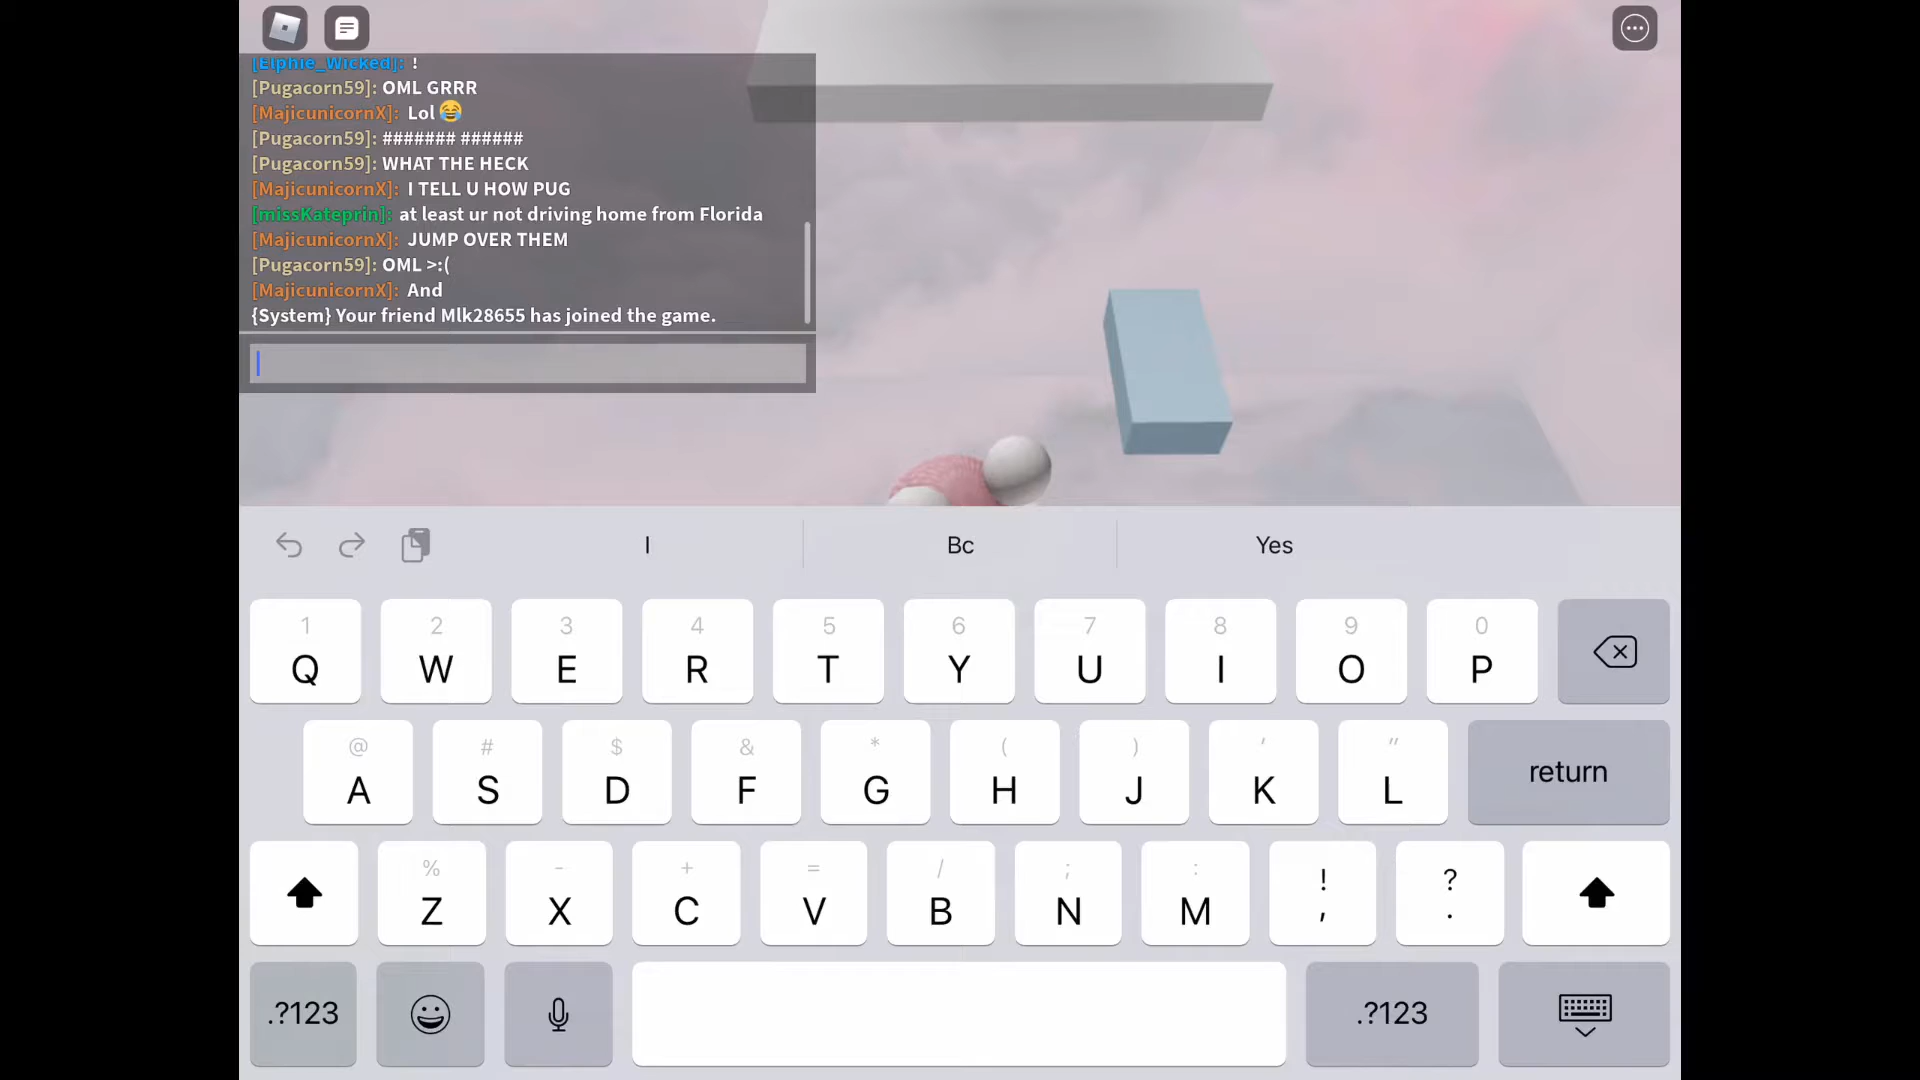 [Elphie_Wicked]: !
[Pugacorn59]: OML GRRR
[MajicunicornX]: Lol 😂
[Pugacorn59]: ####### ######
[Pugacorn59]: WHAT THE HECK
[MajicunicornX]: I TELL U HOW PUG
[missKateprin]: at least ur not driving home from Florida
[MajicunicornX]: JUMP OVER THEM
[Pugacorn59]: OML >:(
[MajicunicornX]: And
{System} Your friend Mlk28655 has joined the game.
I Bc Yes
1 2 3 4 5 6 7 8 9 0
Q W E R T Y U I O P
@ # $ & * ( ) ' "
A S D F G H J K L return
% - + = / ; : ! ?
Z X C V B N M , .
.?123 .?123